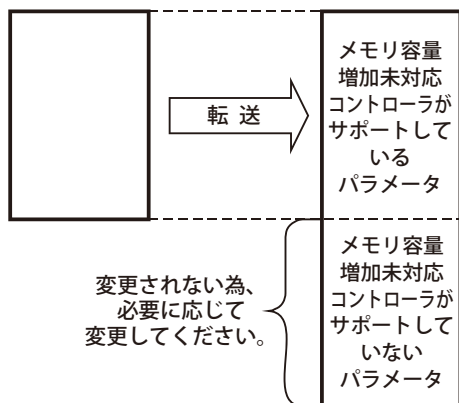 転 送
メモリ容量
増加未対応
コントローラが
サポートして
いる
パラメータ
変更されない為、
必要に応じて
変更してください。
メモリ容量
増加未対応
コントローラが
サポートして
いない
パラメータ